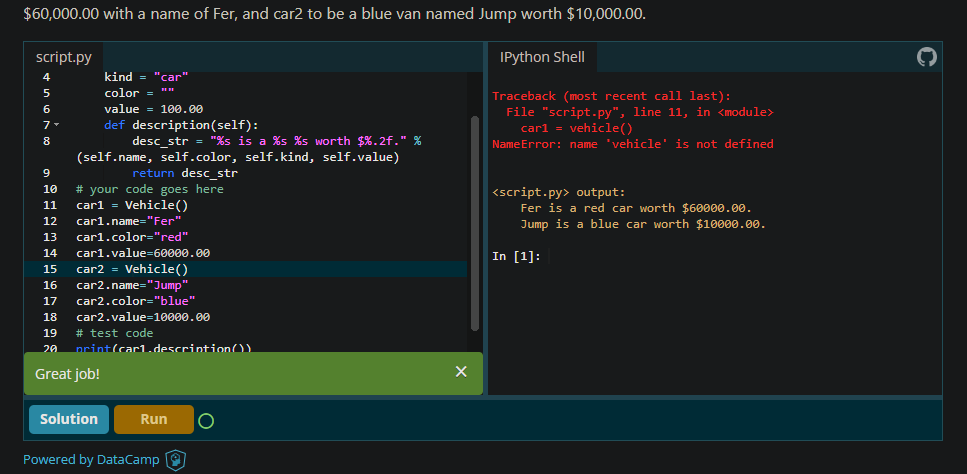 $60,000.00 with a name of Fer, and car2 to be a blue van named Jump worth $10,000.00.
script.py
4 kind = "car"
5 color = ""
6 value = 100.00
7 def description(self):
8 desc_str = "%s is a %s %s worth $%.2f." %
(self.name, self.color, self.kind, self.value)
9 return desc_str
10 # your code goes here
11 car1 = Vehicle()
12 car1.name="Fer"
13 car1.color="red"
14 car1.value=60000.00
15 car2 = Vehicle()
16 car2.name="Jump"
17 car2.color="blue"
18 car2.value=10000.00
19 # test code
20 print(car1.description())
Great job!
Solution
Run
IPython Shell
Traceback (most recent call last):
File "script.py", line 11, in <module>
car1 = vehicle()
NameError: name 'vehicle' is not defined
<script.py> output:
Fer is a red car worth $60000.00.
Jump is a blue car worth $10000.00.
In [1]:
Powered by DataCamp